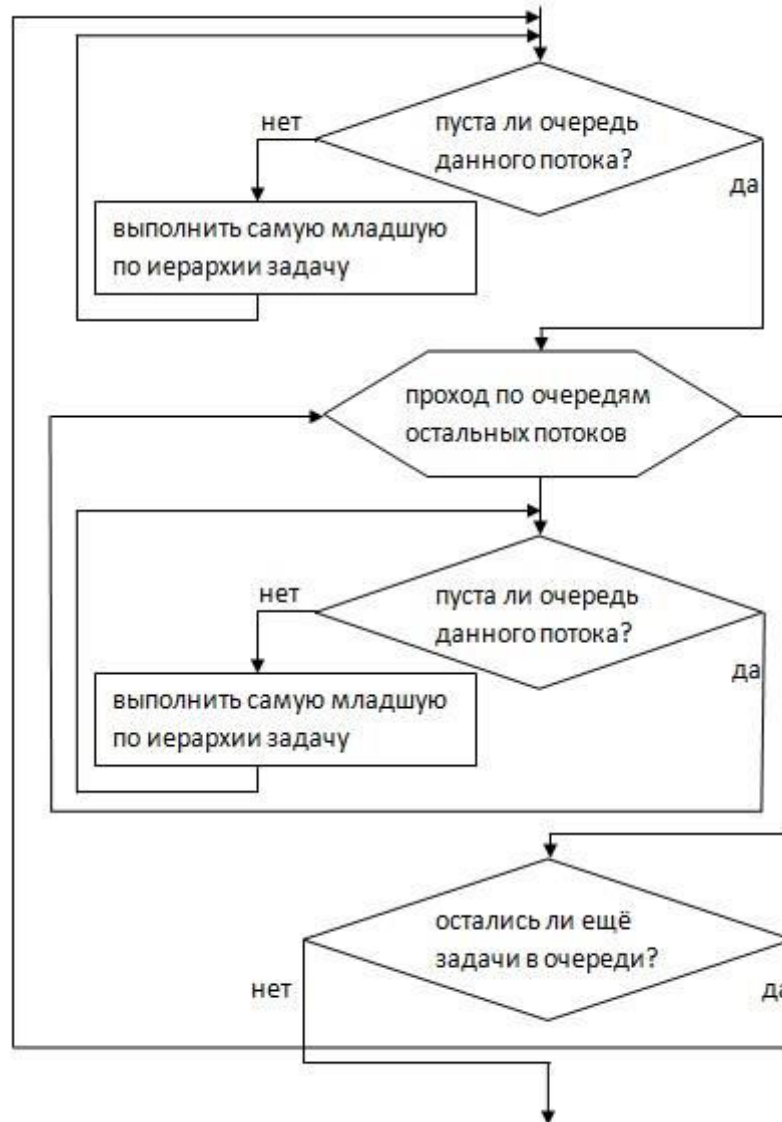 нет
пуста ли очередь
данного потока?
да
выполнить самую младшую
по иерархии задачу
проход по очередям
остальных потоков
нет
пуста ли очередь
данного потока?
да
выполнить самую младшую
по иерархии задачу
остались ли ещё
задачи в очереди?
нет
да